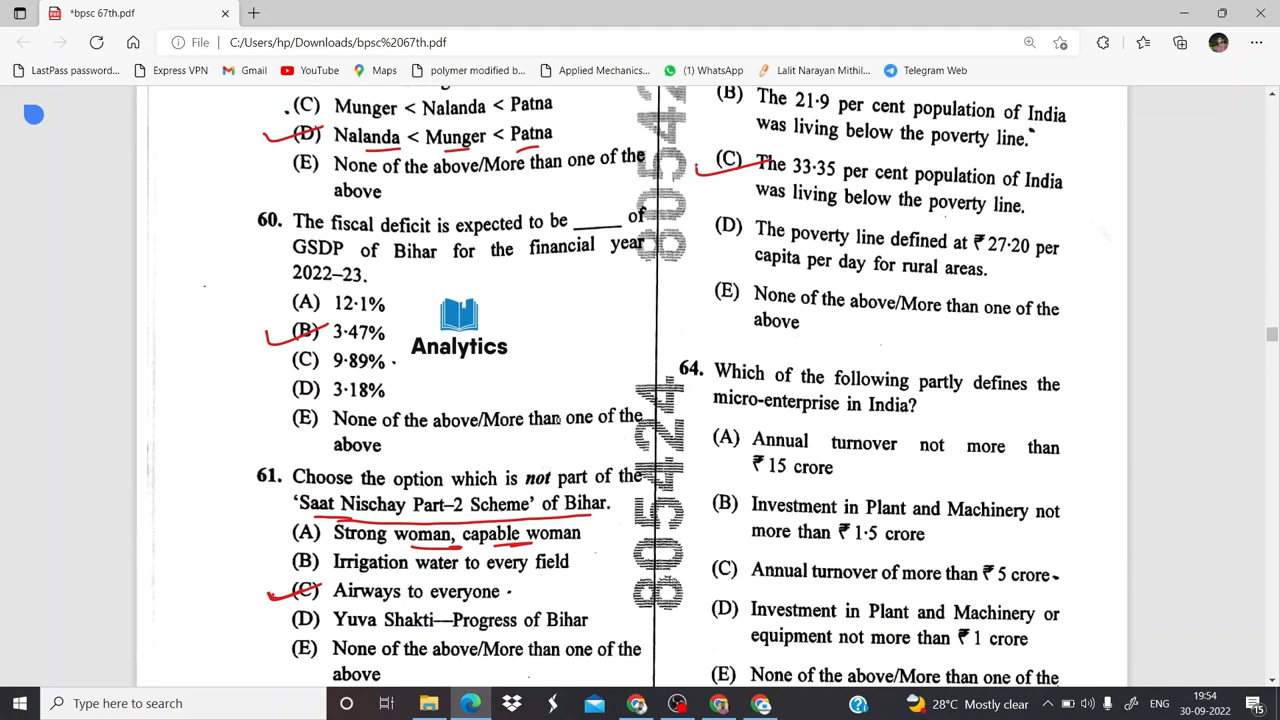 *bpsc 67th.pdf
File
C:/Users/hp/Downloads/bpsc%2067th.pdf
LastPass password...
Express VPN
Gmail
YouTube
Maps
polymer modified b...
Applied Mechanics...
(1) WhatsApp
Lalit Narayan Mithil...
Telegram Web
(C) Munger < Nalanda < Patna
(D) Nalanda < Munger < Patna
(E) None of the above/More than one of the
above
60. The fiscal deficit is expected to be _____ of
GSDP of Bihar for the financial year
2022–23.
(A) 12·1%
(B) 3·47%
(C) 9·89%
(D) 3·18%
(E) None of the above/More than one of the
above
Analytics
61. Choose the option which is not part of the
‘Saat Nischay Part–2 Scheme’ of Bihar.
(A) Strong woman, capable woman
(B) Irrigation water to every field
(C) Airways to everyone
(D) Yuva Shakti—Progress of Bihar
(E) None of the above/More than one of the
above
(B) The 21·9 per cent population of India
was living below the poverty line.
(C) The 33·35 per cent population of India
was living below the poverty line.
(D) The poverty line defined at ₹ 27·20 per
capita per day for rural areas.
(E) None of the above/More than one of the
above
64. Which of the following partly defines the
micro-enterprise in India?
(A) Annual turnover not more than
₹ 15 crore
(B) Investment in Plant and Machinery not
more than ₹ 1·5 crore
(C) Annual turnover of more than ₹ 5 crore
(D) Investment in Plant and Machinery or
equipment not more than ₹ 1 crore
(E) None of the above/More than one of the
Type here to search
28°C Mostly clear
19:54
30-09-2022